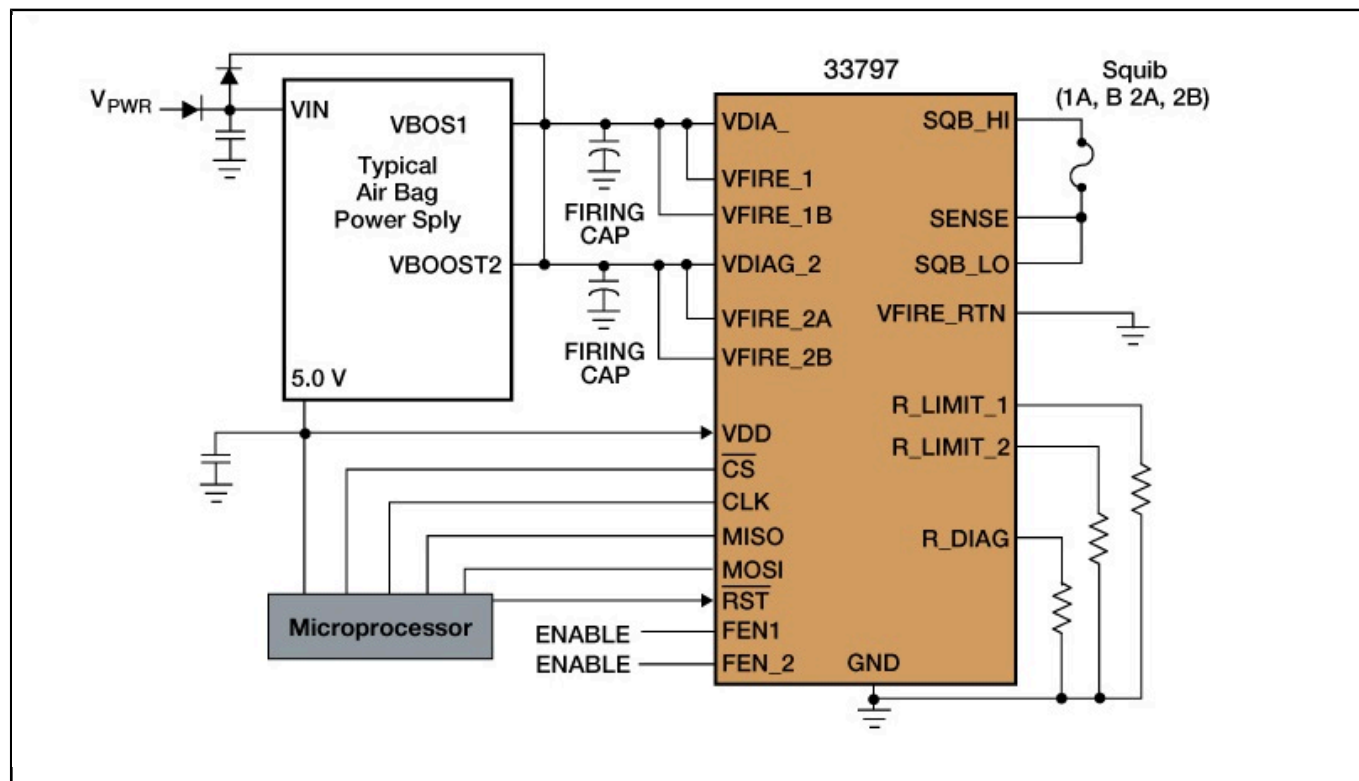 33797
Squib
(1A, B 2A, 2B)
VPWR
VIN
VBOS1
Typical
Air Bag
Power Sply
VBOOST2
5.0 V
FIRING
CAP
FIRING
CAP
VDIA_
VFIRE_1
VFIRE_1B
VDIAG_2
VFIRE_2A
VFIRE_2B
VDD
CS
CLK
MISO
MOSI
RST
FEN1
FEN_2
GND
SQB_HI
SENSE
SQB_LO
VFIRE_RTN
R_LIMIT_1
R_LIMIT_2
R_DIAG
Microprocessor
ENABLE
ENABLE